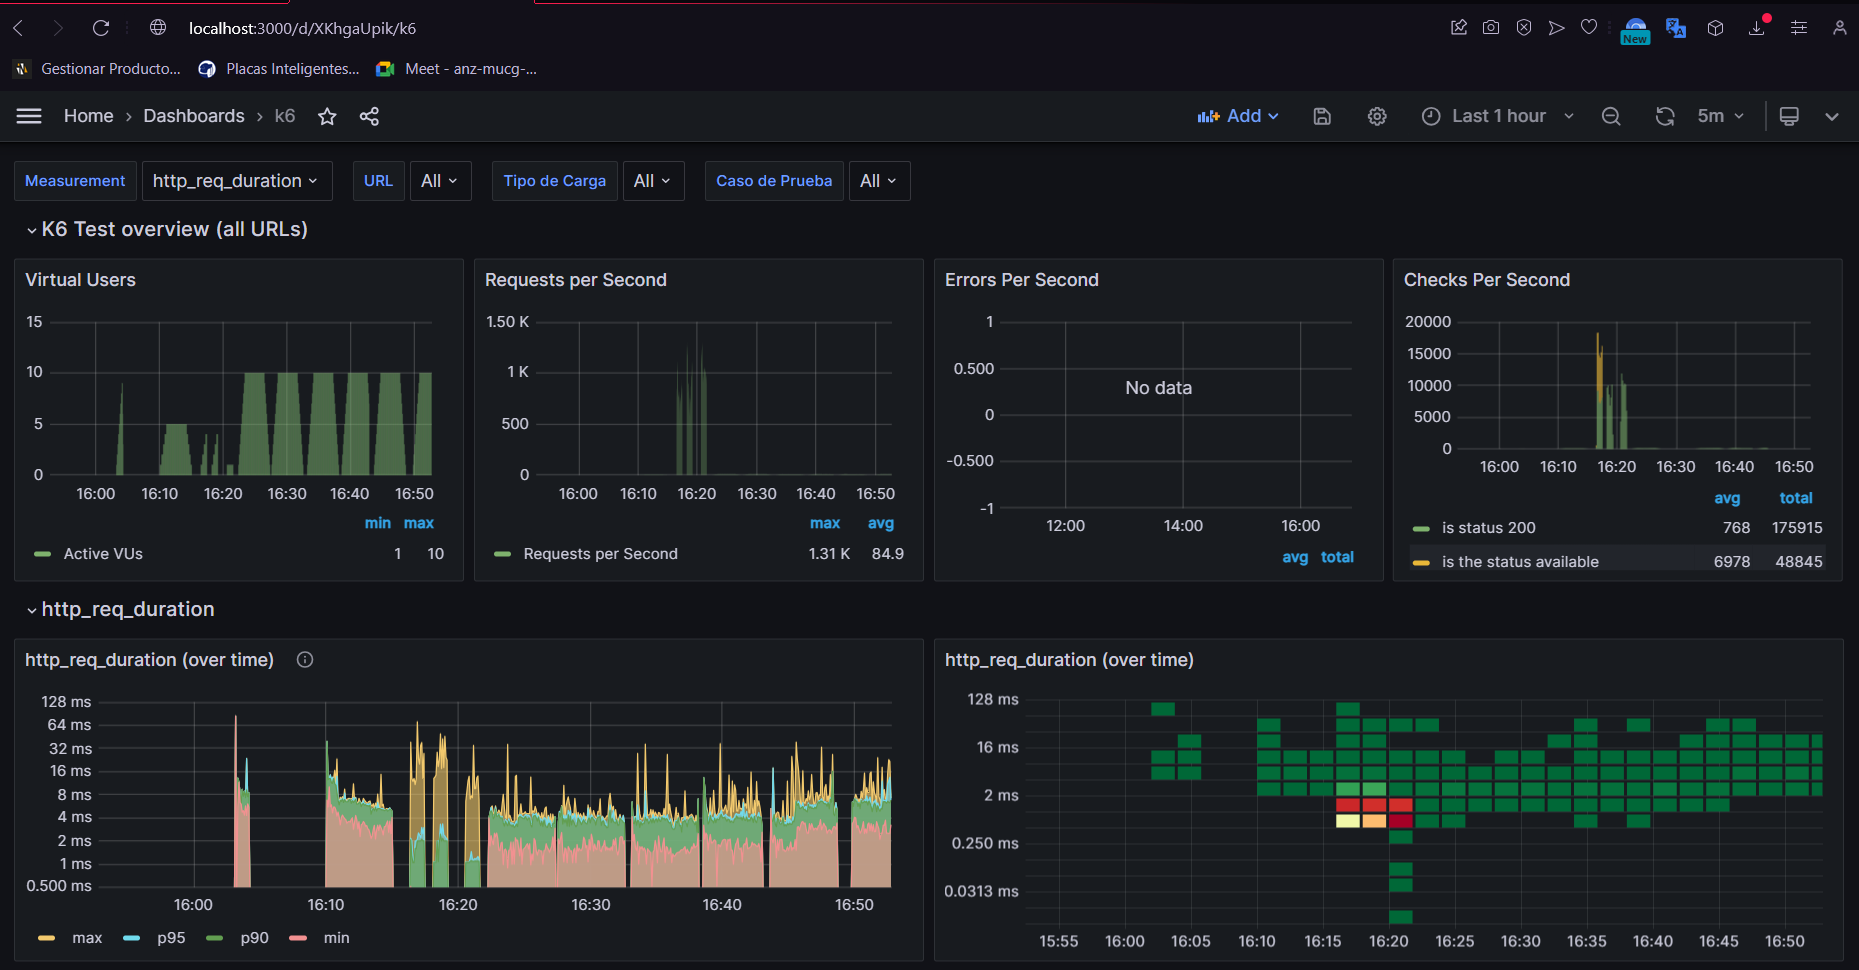 localhost:3000/d/XKhgaUpik/k6
New
Gestionar Producto...
Placas Inteligentes...
Meet - anz-mucg-...
Home › Dashboards › k6
Add
Last 1 hour
5m
Measurement
http_req_duration
URL
All
Tipo de Carga
All
Caso de Prueba
All
K6 Test overview (all URLs)
Virtual Users
15
10
5
0
16:00 16:10 16:20 16:30 16:40 16:50
min max
Active VUs 1 10
Requests per Second
1.50 K
1 K
500
0
16:00 16:10 16:20 16:30 16:40 16:50
max avg
Requests per Second 1.31 K 84.9
Errors Per Second
1
0.500
0
-0.500
-1
No data
12:00 14:00 16:00
avg total
Checks Per Second
20000
15000
10000
5000
0
16:00 16:10 16:20 16:30 16:40 16:50
avg total
is status 200 768 175915
is the status available 6978 48845
http_req_duration
http_req_duration (over time)
128 ms
64 ms
32 ms
16 ms
8 ms
4 ms
2 ms
1 ms
0.500 ms
16:00 16:10 16:20 16:30 16:40 16:50
max p95 p90 min
http_req_duration (over time)
128 ms
16 ms
2 ms
0.250 ms
0.0313 ms
15:55 16:00 16:05 16:10 16:15 16:20 16:25 16:30 16:35 16:40 16:45 16:50